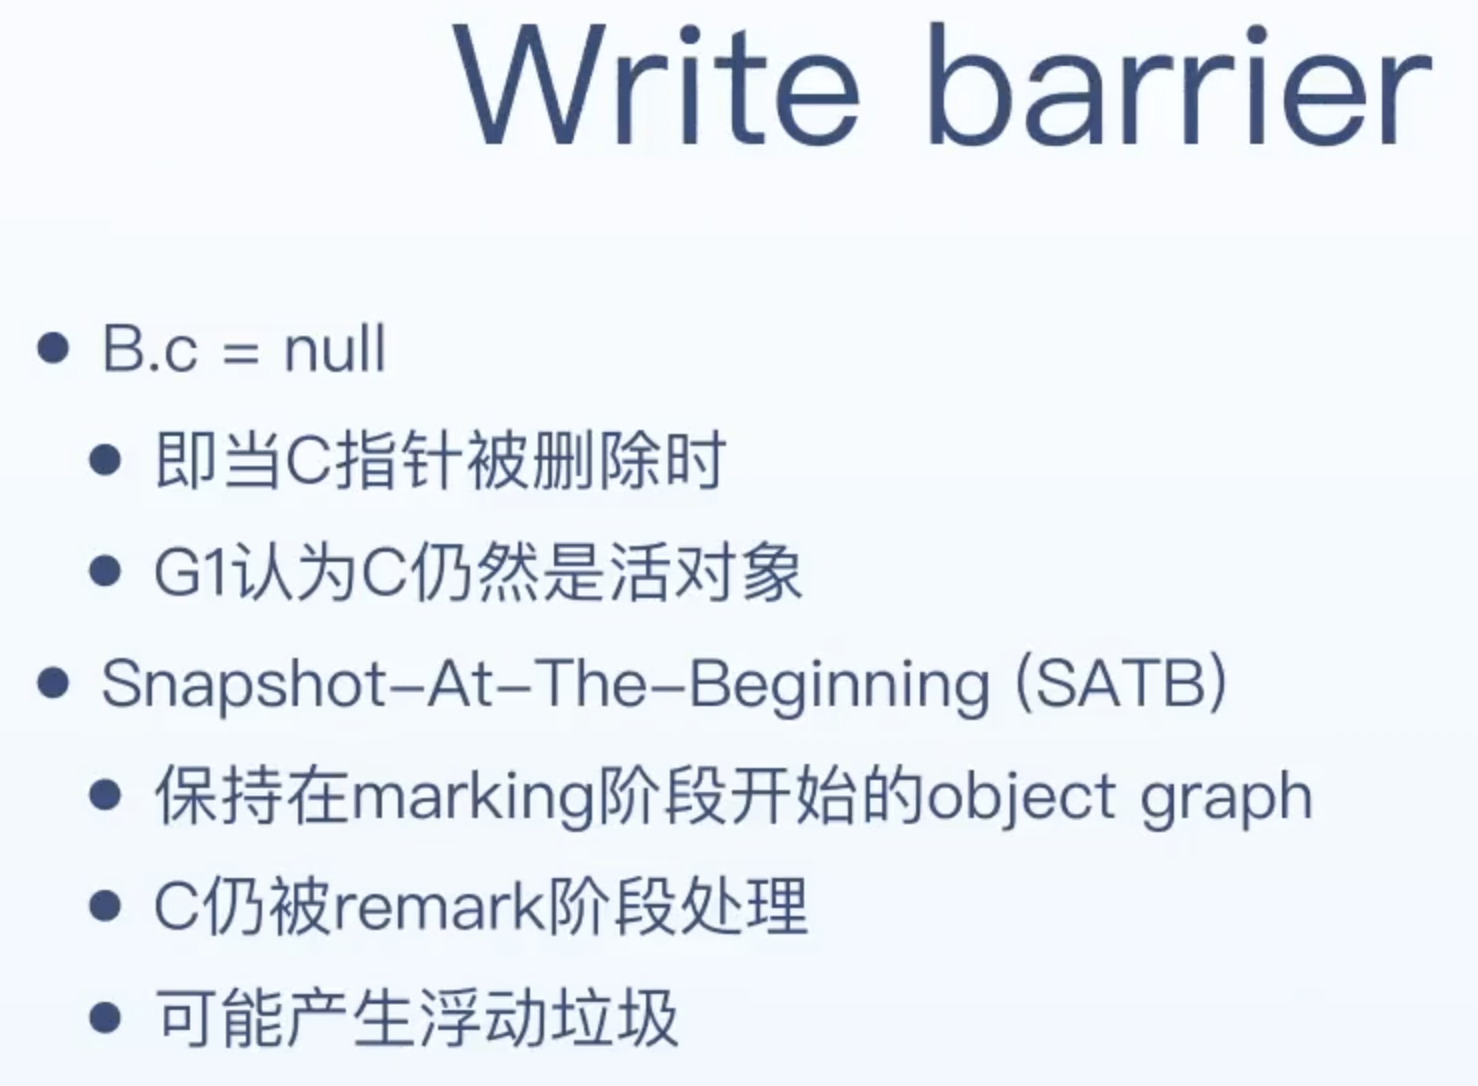 Write barrier
B.c = null
即当C指针被删除时
G1认为C仍然是活对象
Snapshot–At–The–Beginning (SATB)
保持在marking阶段开始的object graph
C仍被remark阶段处理
可能产生浮动垃圾